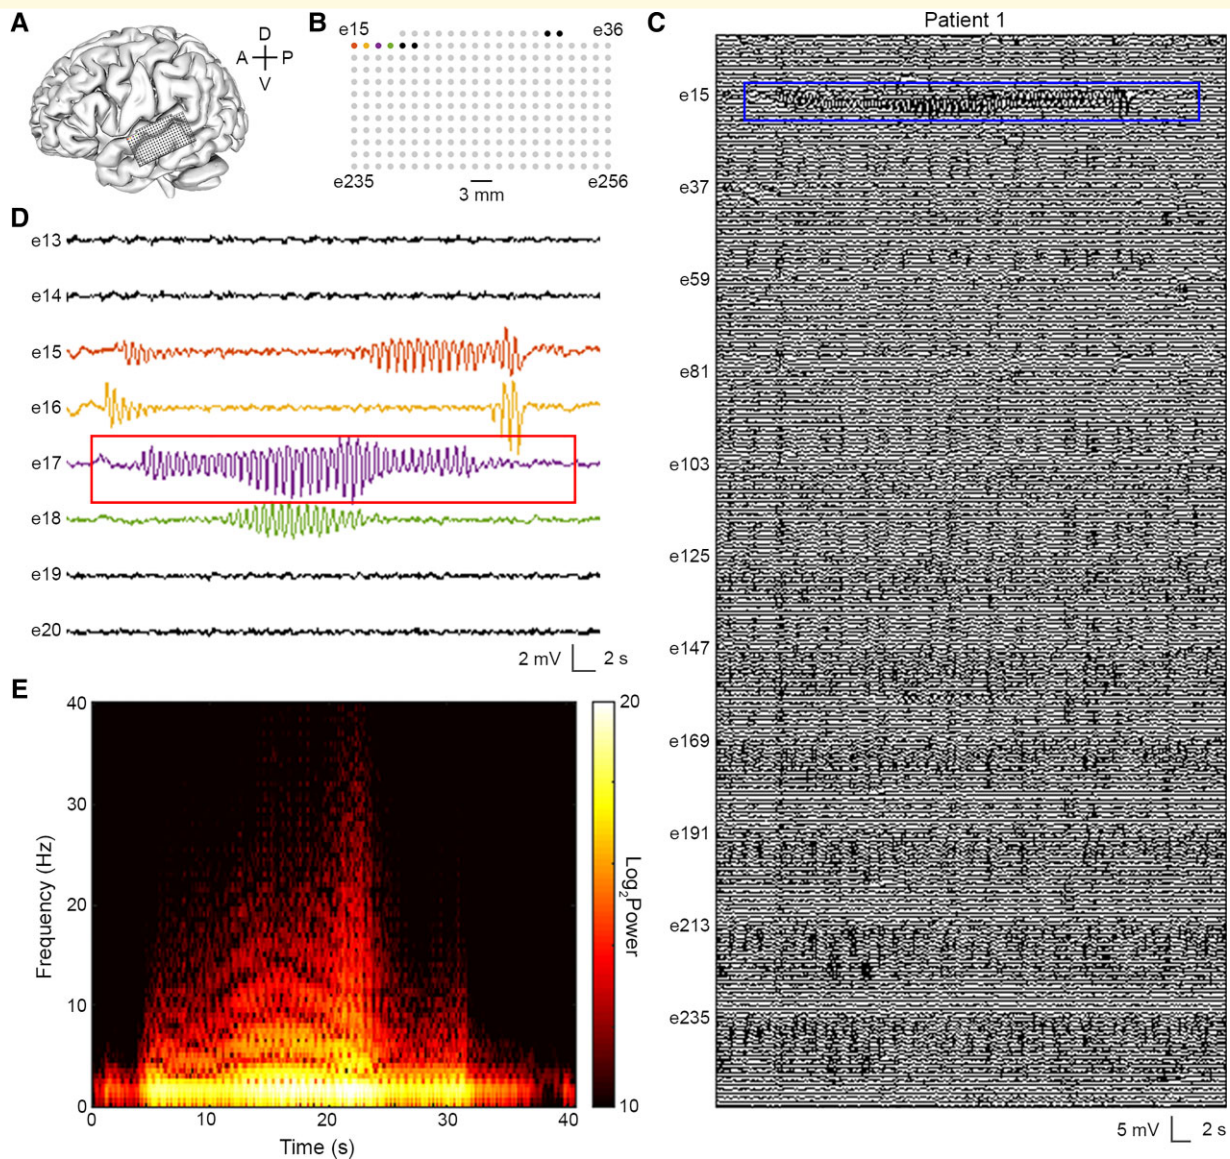 A
D
A
P
V
B
e15
e36
e235
e256
3 mm
C
Patient 1
e15
e37
e59
e81
e103
e125
e147
e169
e191
e213
e235
5 mV
2 s
D
e13
e14
e15
e16
e17
e18
e19
e20
2 mV
2 s
E
40
30
20
10
0
Frequency (Hz)
0
10
20
30
40
Time (s)
20
10
Log₂Power